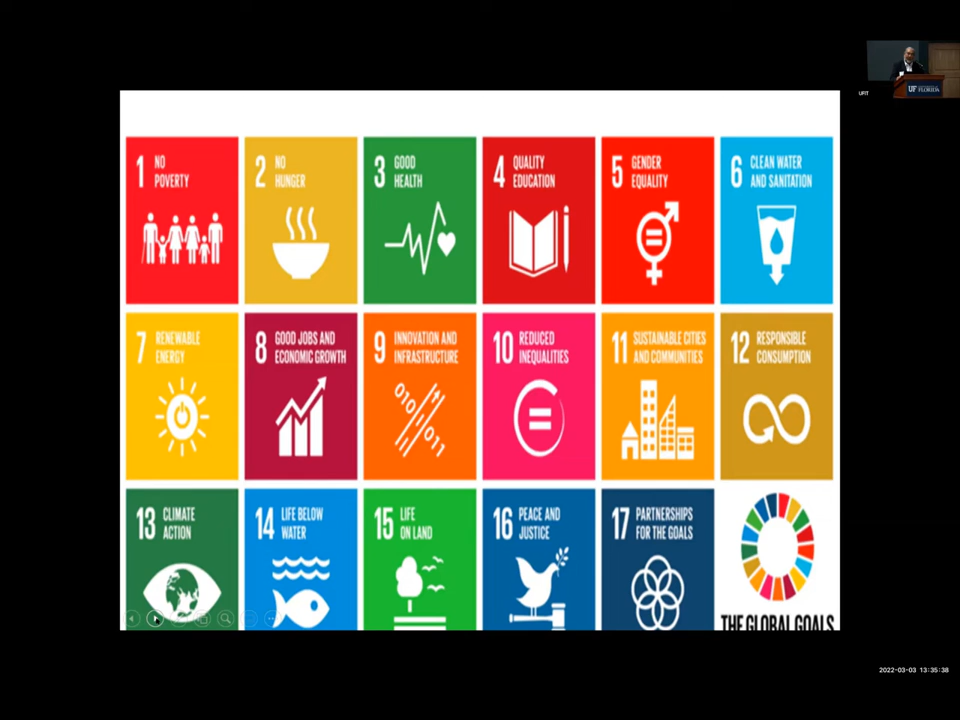 UF FLORIDA
UFIT
1 NO
POVERTY
2 NO
HUNGER
3 GOOD
HEALTH
4 QUALITY
EDUCATION
5 GENDER
EQUALITY
6 CLEAN WATER
AND SANITATION
7 RENEWABLE
ENERGY
8 GOOD JOBS AND
ECONOMIC GROWTH
9 INNOVATION AND
INFRASTRUCTURE
010 1
1 011
10 REDUCED
INEQUALITIES
11 SUSTAINABLE CITIES
AND COMMUNITIES
12 RESPONSIBLE
CONSUMPTION
13 CLIMATE
ACTION
14 LIFE BELOW
WATER
15 LIFE
ON LAND
16 PEACE AND
JUSTICE
17 PARTNERSHIPS
FOR THE GOALS
THE GLOBAL GOALS
2022-03-03 13:35:38